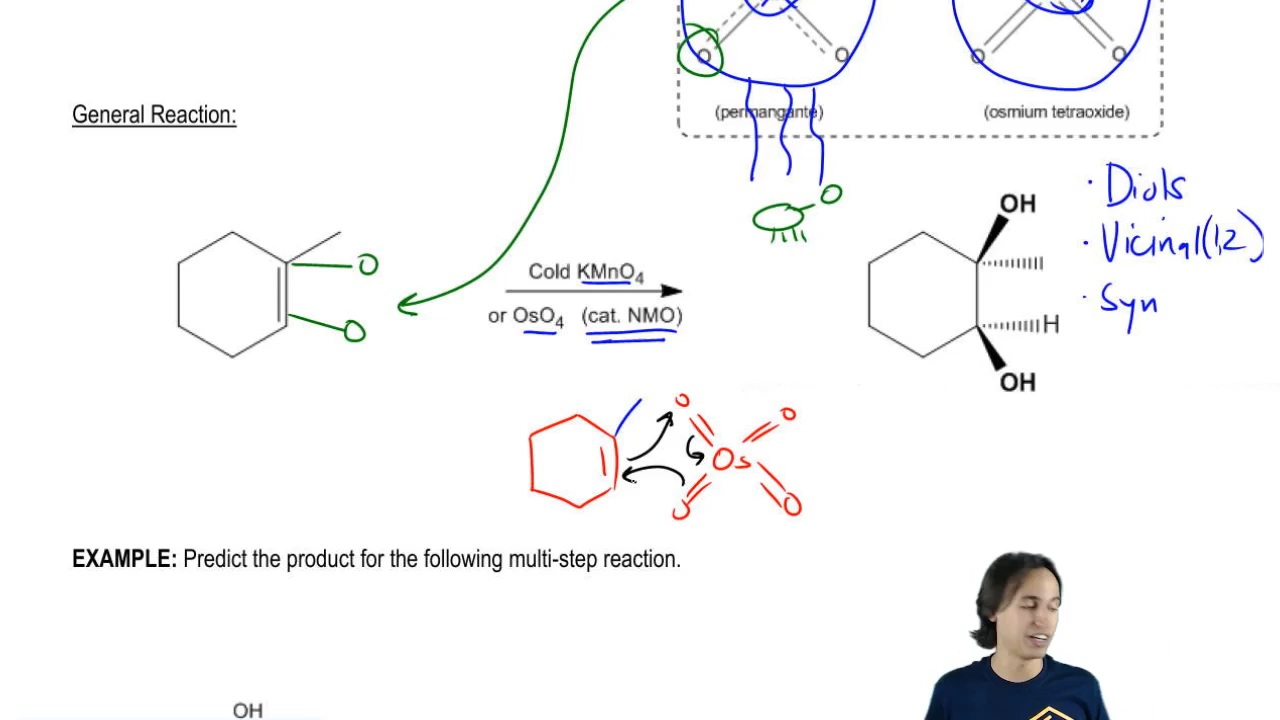 O O O O
(permangante) (osmium tetraoxide)
General Reaction:
O
· Diols
OH
· Vicinal (1,2)
O
Cold KMnO4
or OsO4 (cat. NMO)
· Syn
O
H
OH
O O
Os
O O
EXAMPLE: Predict the product for the following multi-step reaction.
OH